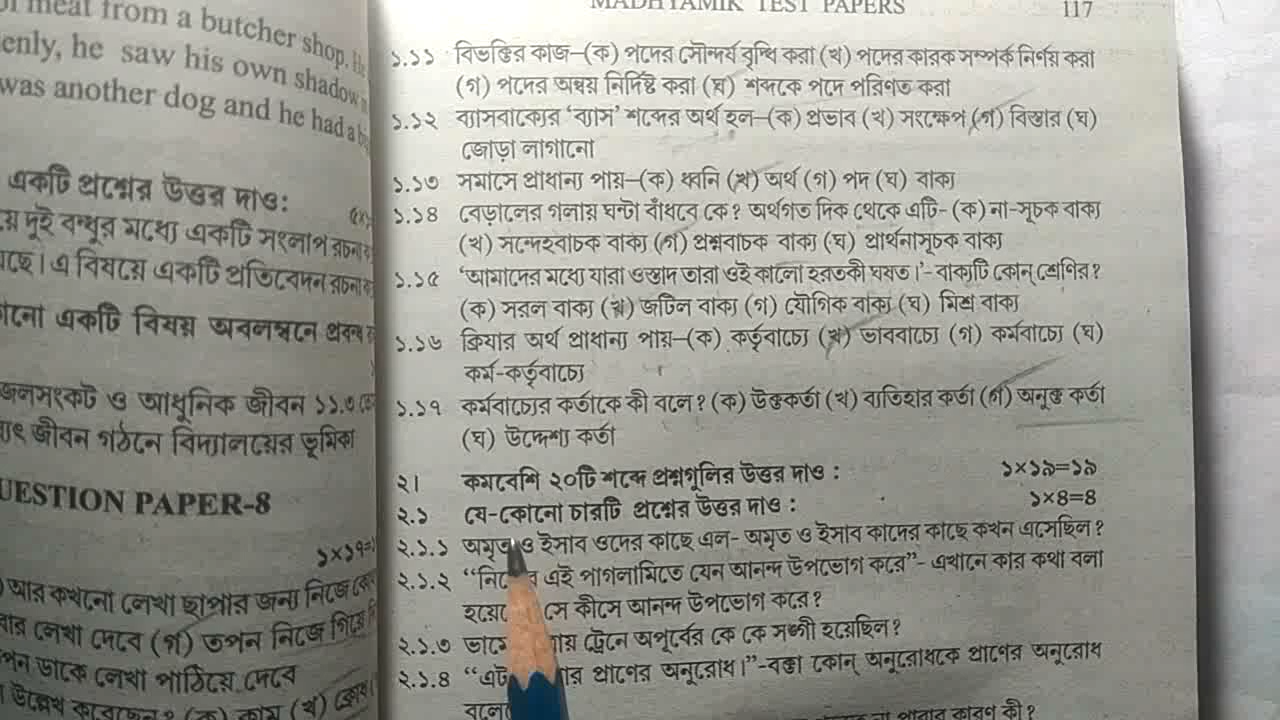 of meat from a butcher shop. He
enly, he saw his own shadow
was another dog and he had a
একটি প্রশ্নের উত্তর দাও:
য়ে দুই বন্ধুর মধ্যে একটি সংলাপ রচনা
ছে। এ বিষয়ে একটি প্রতিবেদন রচনা
কোনো একটি বিষয় অবলম্বনে প্রবন্ধ
জলসংকট ও আধুনিক জীবন ১১.৩
জীবন গঠনে বিদ্যালয়ের ভূমিকা
UESTION PAPER-8
১×১৭=
আর কখনো লেখা ছাপার জন্য নিজে
লেখা দেবে (গ) তপন নিজে গিয়ে
পন ডাকে লেখা পাঠিয়ে দেবে
উল্লেখ করেছেন? (ক) কাম (খ) ক্রোধ
MADHYAMIK TEST PAPERS 117
১.১১ বিভক্তির কাজ—(ক) পদের সৌন্দর্য বৃদ্ধি করা (খ) পদের কারক সম্পর্ক নির্ণয় করা
(গ) পদের অন্বয় নির্দিষ্ট করা (ঘ) শব্দকে পদে পরিণত করা
১.১২ ব্যাসবাক্যের ‘ব্যাস’ শব্দের অর্থ হল—(ক) প্রভাব (খ) সংক্ষেপ (গ) বিস্তার (ঘ)
জোড়া লাগানো
১.১৩ সমাসে প্রাধান্য পায়—(ক) ধ্বনি (খ) অর্থ (গ) পদ (ঘ) বাক্য
১.১৪ বেড়ালের গলায় ঘন্টা বাঁধবে কে? অর্থগত দিক থেকে এটি- (ক) না-সূচক বাক্য
(খ) সন্দেহবাচক বাক্য (গ) প্রশ্নবাচক বাক্য (ঘ) প্রার্থনাসূচক বাক্য
১.১৫ ‘আমাদের মধ্যে যারা ওস্তাদ তারা ওই কালো হরতকী ঘষত।’- বাক্যটি কোন্ শ্রেণির?
(ক) সরল বাক্য (খ) জটিল বাক্য (গ) যৌগিক বাক্য (ঘ) মিশ্র বাক্য
১.১৬ ক্রিয়ার অর্থ প্রাধান্য পায়—(ক) কর্তৃবাচ্যে (খ) ভাববাচ্যে (গ) কর্মবাচ্যে (ঘ)
কর্ম-কর্তৃবাচ্যে
১.১৭ কর্মবাচ্যের কর্তাকে কী বলে? (ক) উক্তকর্তা (খ) ব্যতিহার কর্তা (গ) অনুক্ত কর্তা
(ঘ) উদ্দেশ্য কর্তা
২। কমবেশি ২০টি শব্দে প্রশ্নগুলির উত্তর দাও : ১×১৯=১৯
২.১ যে-কোনো চারটি প্রশ্নের উত্তর দাও : ১×৪=৪
২.১.১ অমৃত ও ইসাব ওদের কাছে এল- অমৃত ও ইসাব কাদের কাছে কখন এসেছিল?
২.১.২ এই পাগলামিতে যেন আনন্দ উপভোগ করে”- এখানে কার কথা বলা
সে কীসে আনন্দ উপভোগ করে?
২.১.৩ ট্রেনে অপূর্বের কে কে সঙ্গী হয়েছিল?
২.১.৪ প্রাণের অনুরোধ।”-বক্তা কোন্ অনুরোধকে প্রাণের অনুরোধ
পাবার কারণ কী?